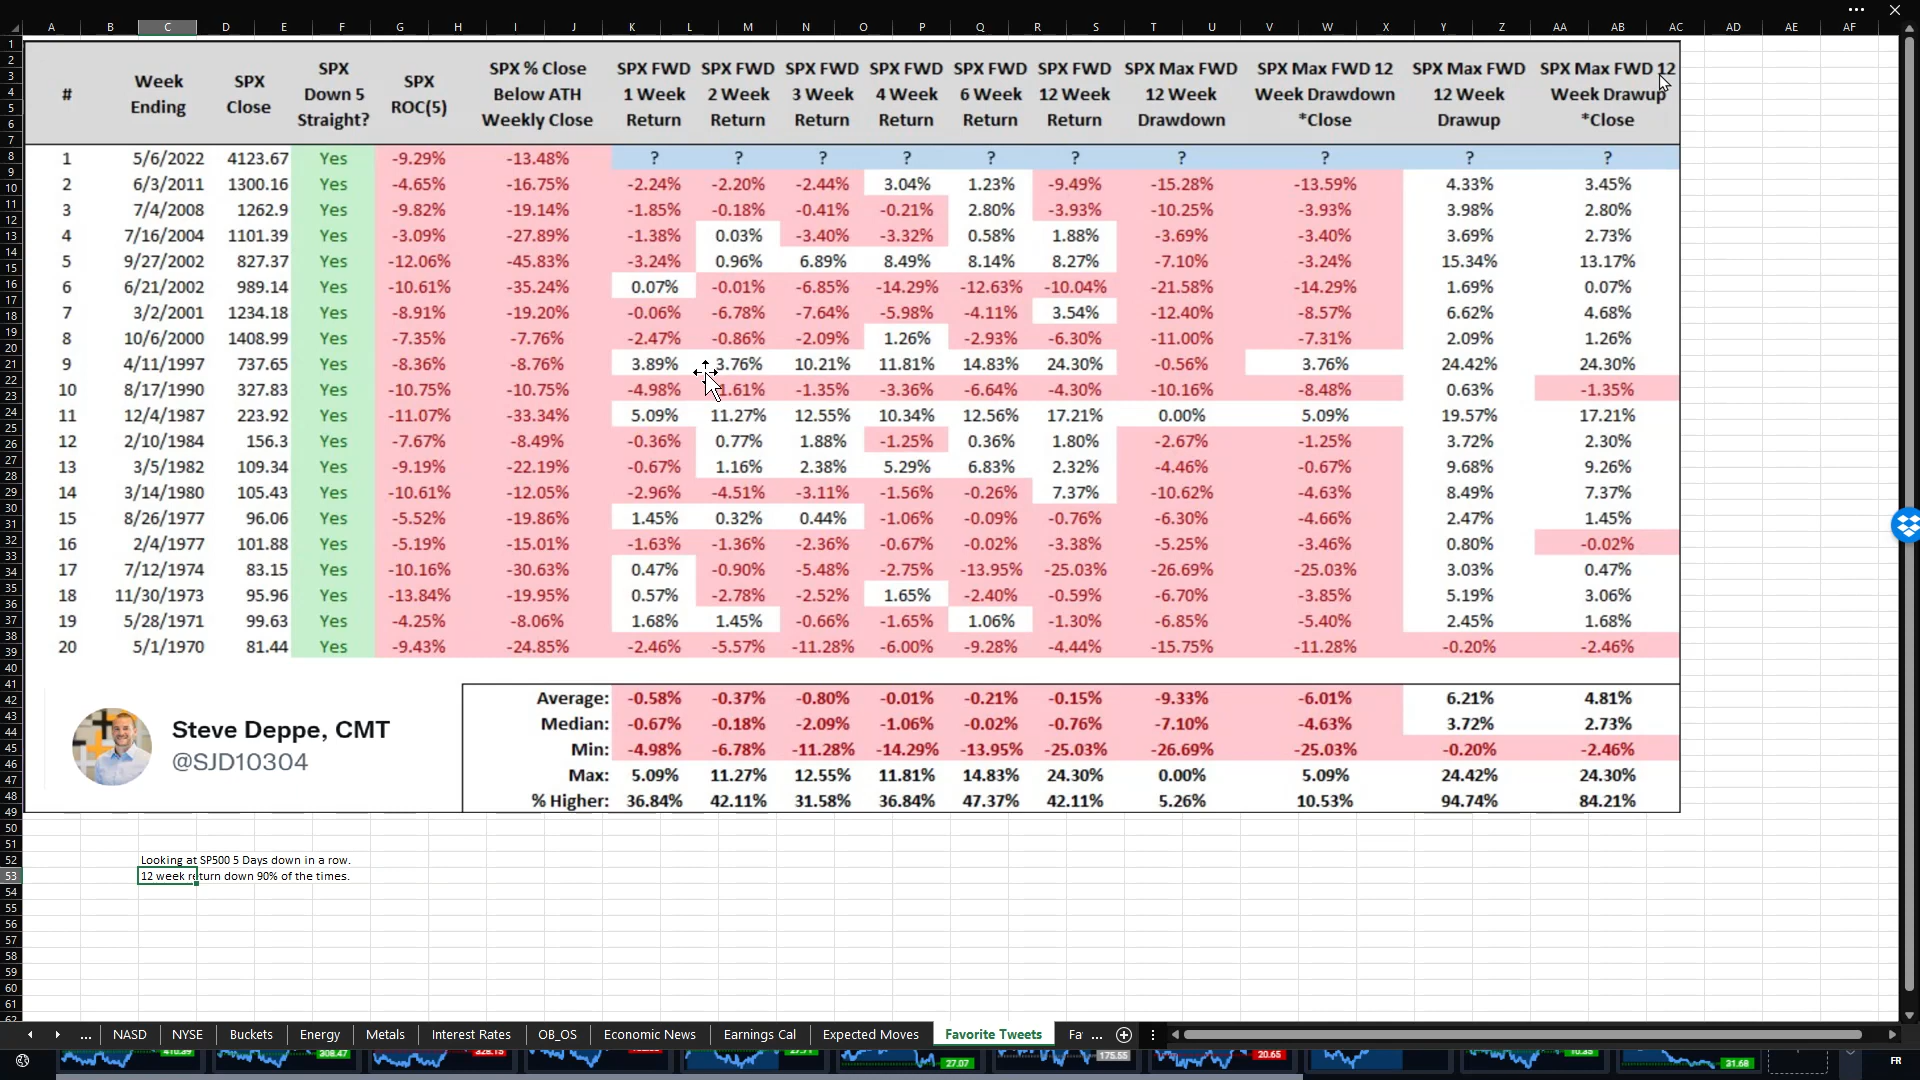 A B C D E F G H I J K L M N O P Q R S T U V W X Y Z AA AB AC AD AE AF
# Week Ending SPX Close SPX Down 5 Straight? SPX ROC(5) SPX % Close Below ATH Weekly Close SPX FWD 1 Week Return SPX FWD 2 Week Return SPX FWD 3 Week Return SPX FWD 4 Week Return SPX FWD 6 Week Return SPX FWD 12 Week Return SPX Max FWD 12 Week Drawdown SPX Max FWD 12 Week Drawdown *Close SPX Max FWD 12 Week Drawup SPX Max FWD 12 Week Drawup *Close
1 5/6/2022 4123.67 Yes -9.29% -13.48% ? ? ? ? ? ? ? ? ? ?
2 6/3/2011 1300.16 Yes -4.65% -16.75% -2.24% -2.20% -2.44% 3.04% 1.23% -9.49% -15.28% -13.59% 4.33% 3.45%
3 7/4/2008 1262.9 Yes -9.82% -19.14% -1.85% -0.18% -0.41% -0.21% 2.80% -3.93% -10.25% -3.93% 3.98% 2.80%
4 7/16/2004 1101.39 Yes -3.09% -27.89% -1.38% 0.03% -3.40% -3.32% 0.58% 1.88% -3.69% -3.40% 3.69% 2.73%
5 9/27/2002 827.37 Yes -12.06% -45.83% -3.24% 0.96% 6.89% 8.49% 8.14% 8.27% -7.10% -3.24% 15.34% 13.17%
6 6/21/2002 989.14 Yes -10.61% -35.24% 0.07% -0.01% -6.85% -14.29% -12.63% -10.04% -21.58% -14.29% 1.69% 0.07%
7 3/2/2001 1234.18 Yes -8.91% -19.20% -0.06% -6.78% -7.64% -5.98% -4.11% 3.54% -12.40% -8.57% 6.62% 4.68%
8 10/6/2000 1408.99 Yes -7.35% -7.76% -2.47% -0.86% -2.09% 1.26% -2.93% -6.30% -11.00% -7.31% 2.09% 1.26%
9 4/11/1997 737.65 Yes -8.36% -8.76% 3.89% 3.76% 10.21% 11.81% 14.83% 24.30% -0.56% 3.76% 24.42% 24.30%
10 8/17/1990 327.83 Yes -10.75% -10.75% -4.98% 1.61% -1.35% -3.36% -6.64% -4.30% -10.16% -8.48% 0.63% -1.35%
11 12/4/1987 223.92 Yes -11.07% -33.34% 5.09% 11.27% 12.55% 10.34% 12.56% 17.21% 0.00% 5.09% 19.57% 17.21%
12 2/10/1984 156.3 Yes -7.67% -8.49% -0.36% 0.77% 1.88% -1.25% 0.36% 1.80% -2.67% -1.25% 3.72% 2.30%
13 3/5/1982 109.34 Yes -9.19% -22.19% -0.67% 1.16% 2.38% 5.29% 6.83% 2.32% -4.46% -0.67% 9.68% 9.26%
14 3/14/1980 105.43 Yes -10.61% -12.05% -2.96% -4.51% -3.11% -1.56% -0.26% 7.37% -10.62% -4.63% 8.49% 7.37%
15 8/26/1977 96.06 Yes -5.52% -19.86% 1.45% 0.32% 0.44% -1.06% -0.09% -0.76% -6.30% -4.66% 2.47% 1.45%
16 2/4/1977 101.88 Yes -5.19% -15.01% -1.63% -1.36% -2.36% -0.67% -0.02% -3.38% -5.25% -3.46% 0.80% -0.02%
17 7/12/1974 83.15 Yes -10.16% -30.63% 0.47% -0.90% -5.48% -2.75% -13.95% -25.03% -26.69% -25.03% 3.03% 0.47%
18 11/30/1973 95.96 Yes -13.84% -19.95% 0.57% -2.78% -2.52% 1.65% -2.40% -0.59% -6.70% -3.85% 5.19% 3.06%
19 5/28/1971 99.63 Yes -4.25% -8.06% 1.68% 1.45% -0.66% -1.65% 1.06% -1.30% -6.85% -5.40% 2.45% 1.68%
20 5/1/1970 81.44 Yes -9.43% -24.85% -2.46% -5.57% -11.28% -6.00% -9.28% -4.44% -15.75% -11.28% -0.20% -2.46%
Average: -0.58% -0.37% -0.80% -0.01% -0.21% -0.15% -9.33% -6.01% 6.21% 4.81%
Median: -0.67% -0.18% -2.09% -1.06% -0.02% -0.76% -7.10% -4.63% 3.72% 2.73%
Min: -4.98% -6.78% -11.28% -14.29% -13.95% -25.03% -26.69% -25.03% -0.20% -2.46%
Max: 5.09% 11.27% 12.55% 11.81% 14.83% 24.30% 0.00% 5.09% 24.42% 24.30%
% Higher: 36.84% 42.11% 31.58% 36.84% 47.37% 42.11% 5.26% 10.53% 94.74% 84.21%
Steve Deppe, CMT
@SJD10304
Looking at SP500 5 Days down in a row.
12 week return down 90% of the times.
... NASD NYSE Buckets Energy Metals Interest Rates OB_OS Economic News Earnings Cal Expected Moves Favorite Tweets Fa ...
308.47 27.07 175.55 20.65 31.68 FR